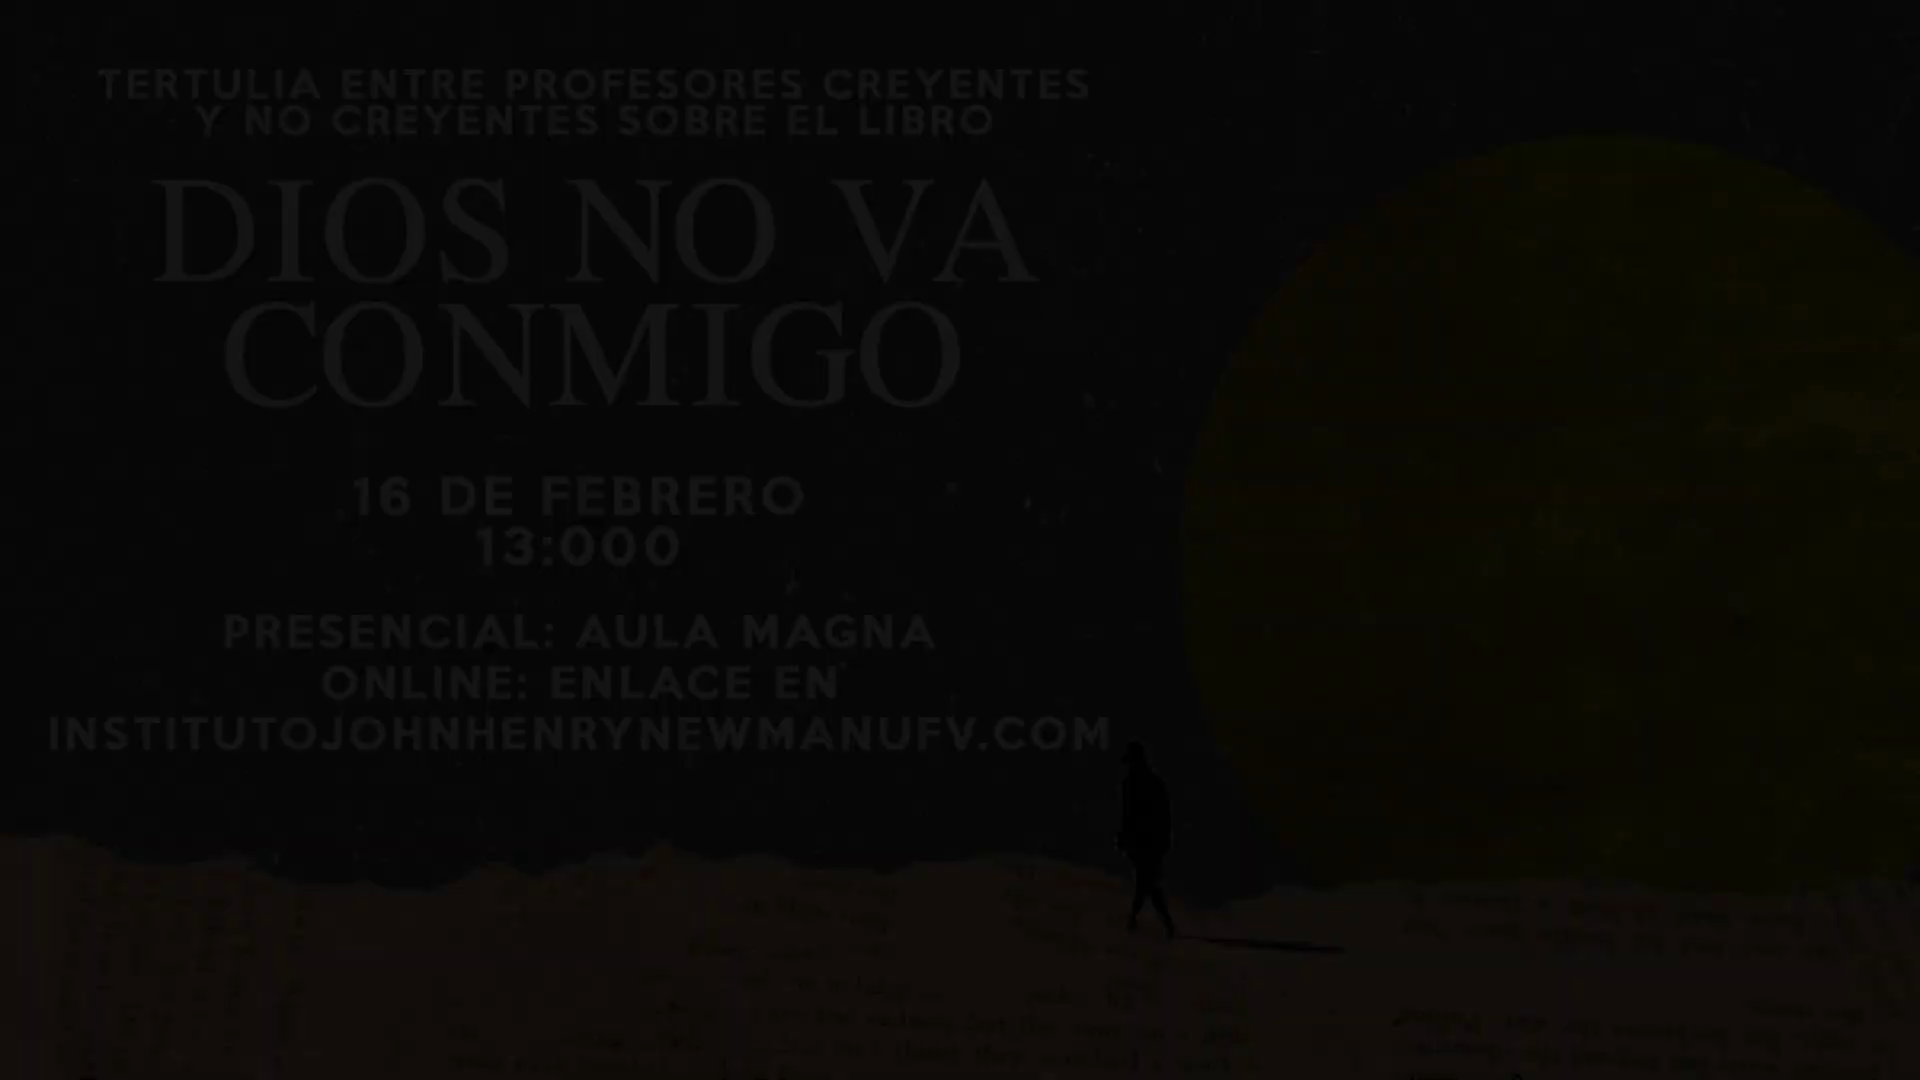 TERTULIA ENTRE PROFESORES CREYENTES
Y NO CREYENTES SOBRE EL LIBRO
DIOS NO VA
CONMIGO
16 DE FEBRERO
13:000
PRESENCIAL: AULA MAGNA
ONLINE: ENLACE EN
INSTITUTOJOHNHENRYNEWMANUFV.COM